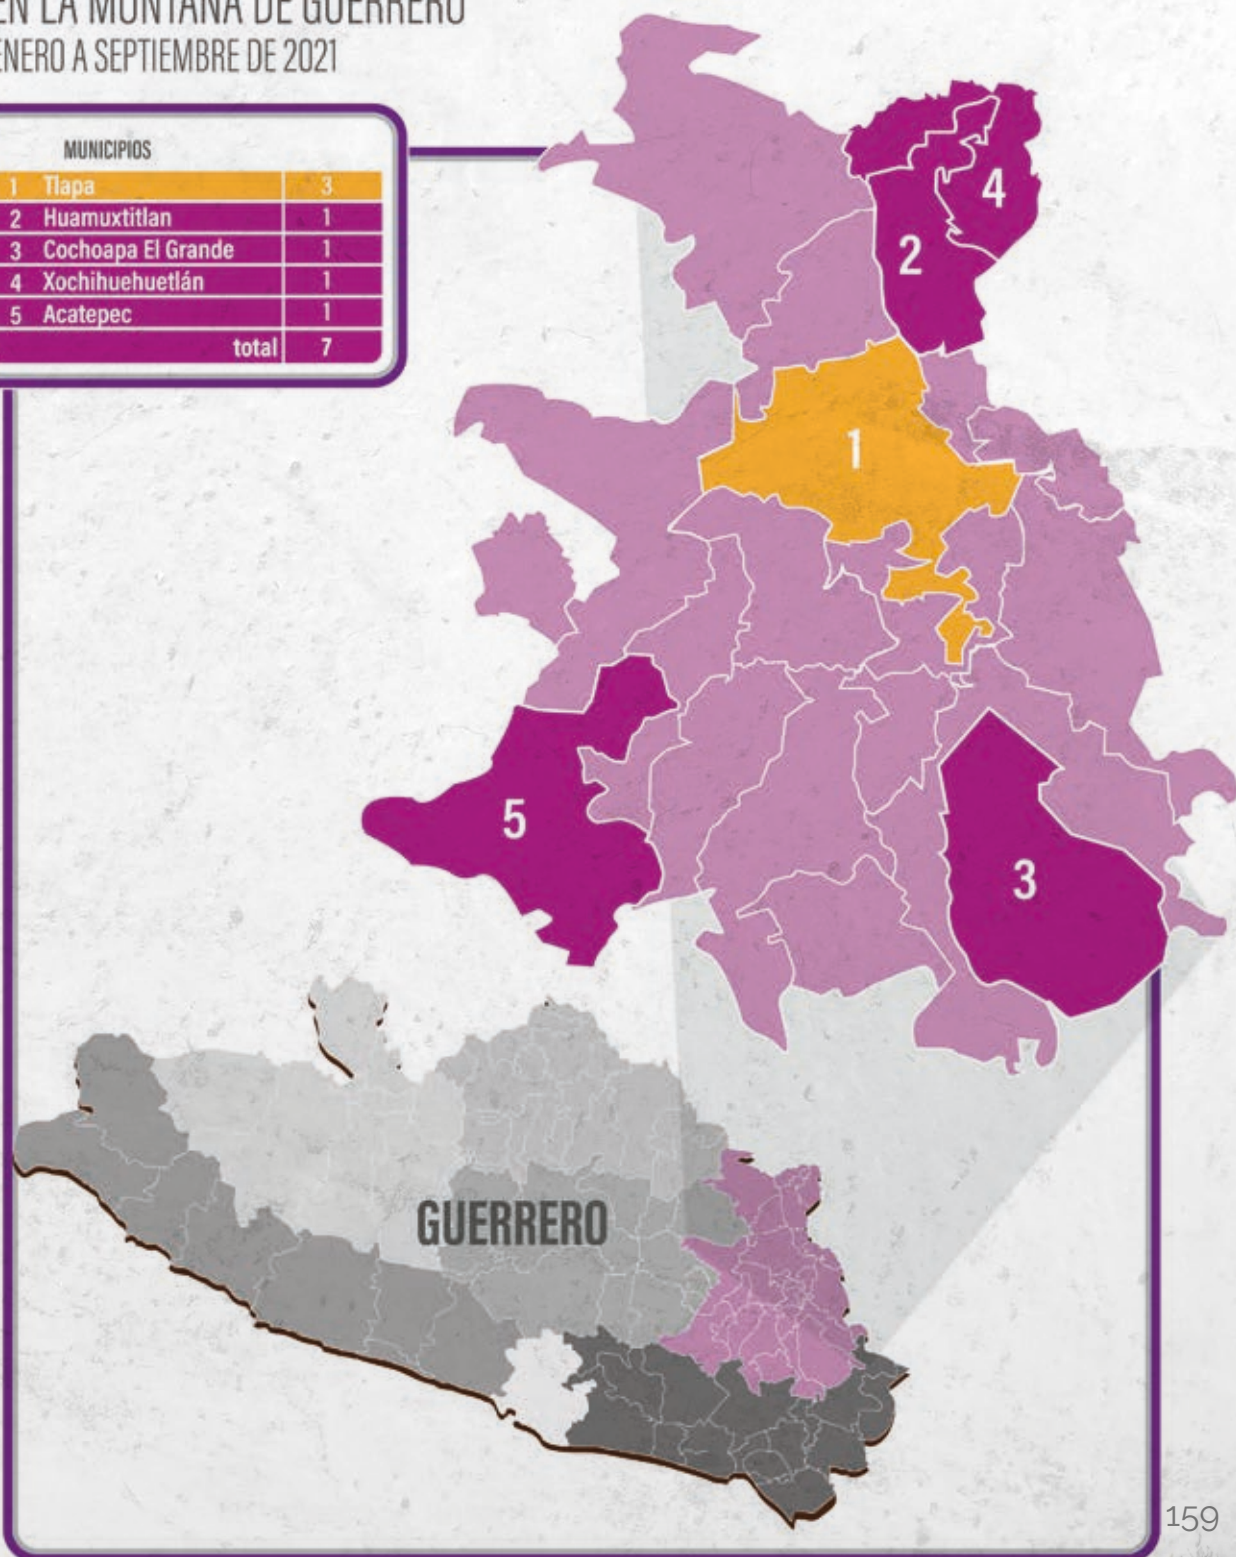 EN LA MONTAÑA DE GUERRERO
ENERO A SEPTIEMBRE DE 2021
MUNICIPIOS
1 Tlapa 3
2 Huamuxtitlan 1
3 Cochoapa El Grande 1
4 Xochihuehuetlán 1
5 Acatepec 1
total 7
4
2
1
5
3
GUERRERO
159